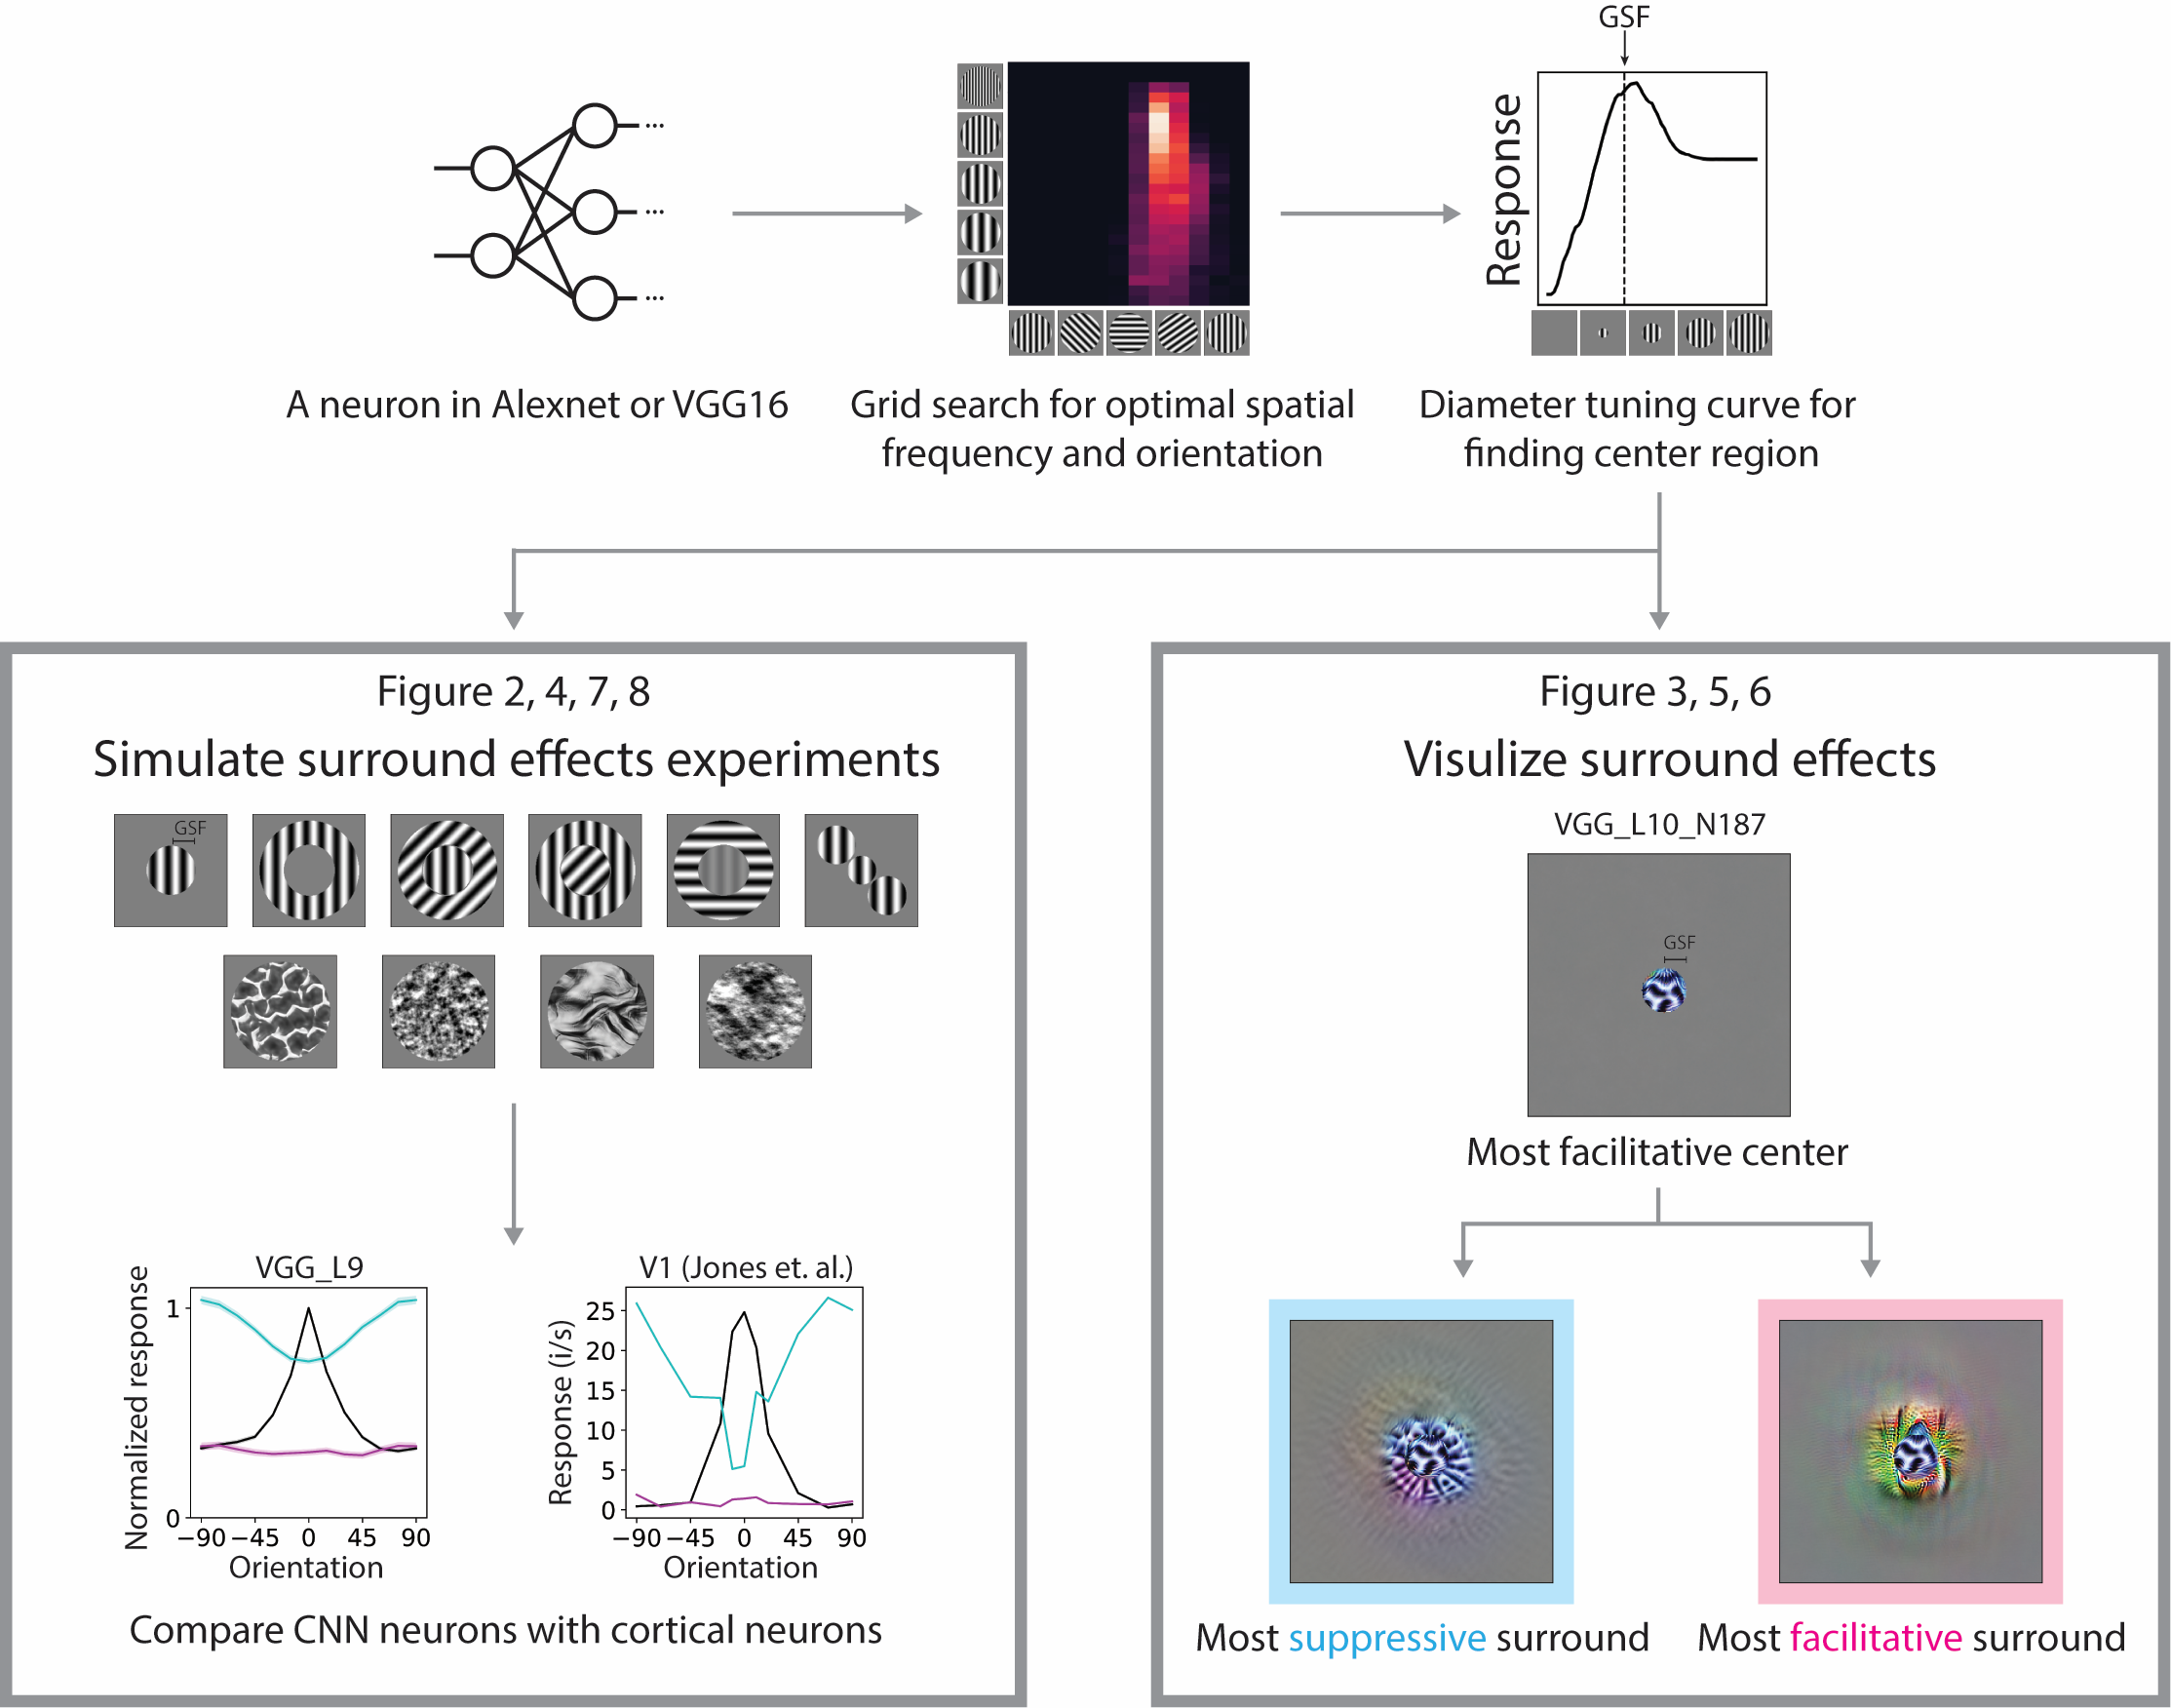 GSF
Response
A neuron in Alexnet or VGG16
Grid search for optimal spatial
frequency and orientation
Diameter tuning curve for
finding center region
Figure 2, 4, 7, 8
Simulate surround effects experiments
GSF
VGG_L9
Normalized response
1
0
−90 −45 0 45 90
Orientation
V1 (Jones et. al.)
Response (i/s)
25
20
15
10
5
0
−90 −45 0 45 90
Orientation
Compare CNN neurons with cortical neurons
Figure 3, 5, 6
Visulize surround effects
VGG_L10_N187
GSF
Most facilitative center
Most suppressive surround
Most facilitative surround